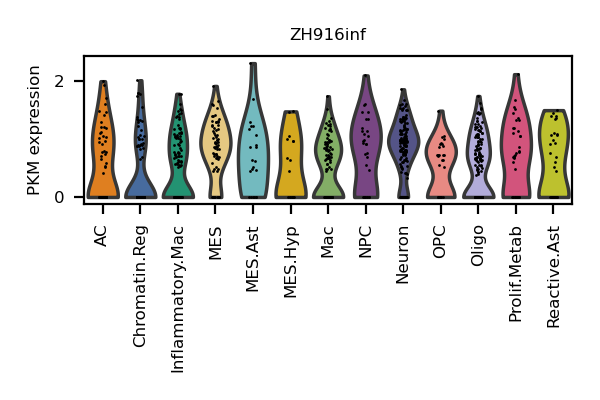 ZH916inf
PKM expression
2
0
AC
Chromatin.Reg
Inflammatory.Mac
MES
MES.Ast
MES.Hyp
Mac
NPC
Neuron
OPC
Oligo
Prolif.Metab
Reactive.Ast